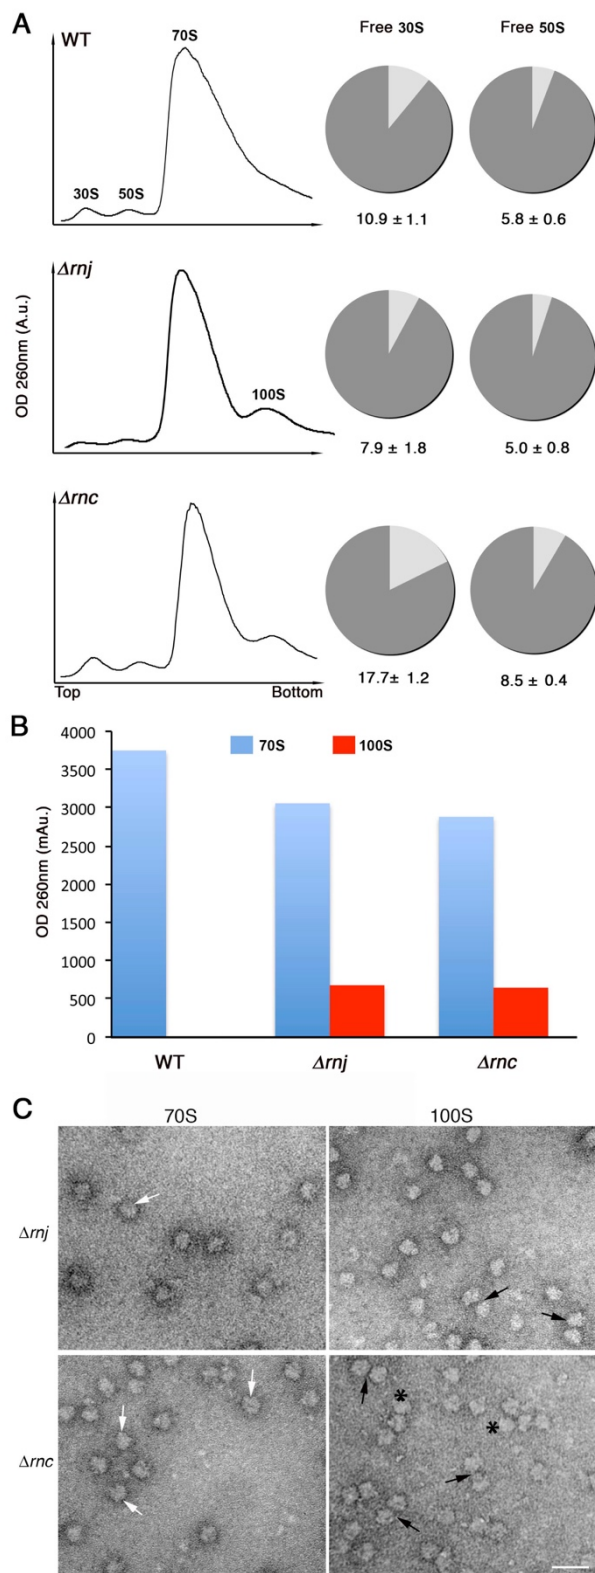 A
WT
70S
30S
50S
Free 30S
Free 50S
10.9 ± 1.1
5.8 ± 0.6
Δrnj
100S
7.9 ± 1.8
5.0 ± 0.8
OD 260nm (A.u.)
Δrnc
Top
Bottom
17.7± 1.2
8.5 ± 0.4
B
70S
100S
OD 260nm (mAu.)
4000
3500
3000
2500
2000
1500
1000
500
0
WT
Δrnj
Δrnc
C
70S
100S
Δrnj
Δrnc
*
*